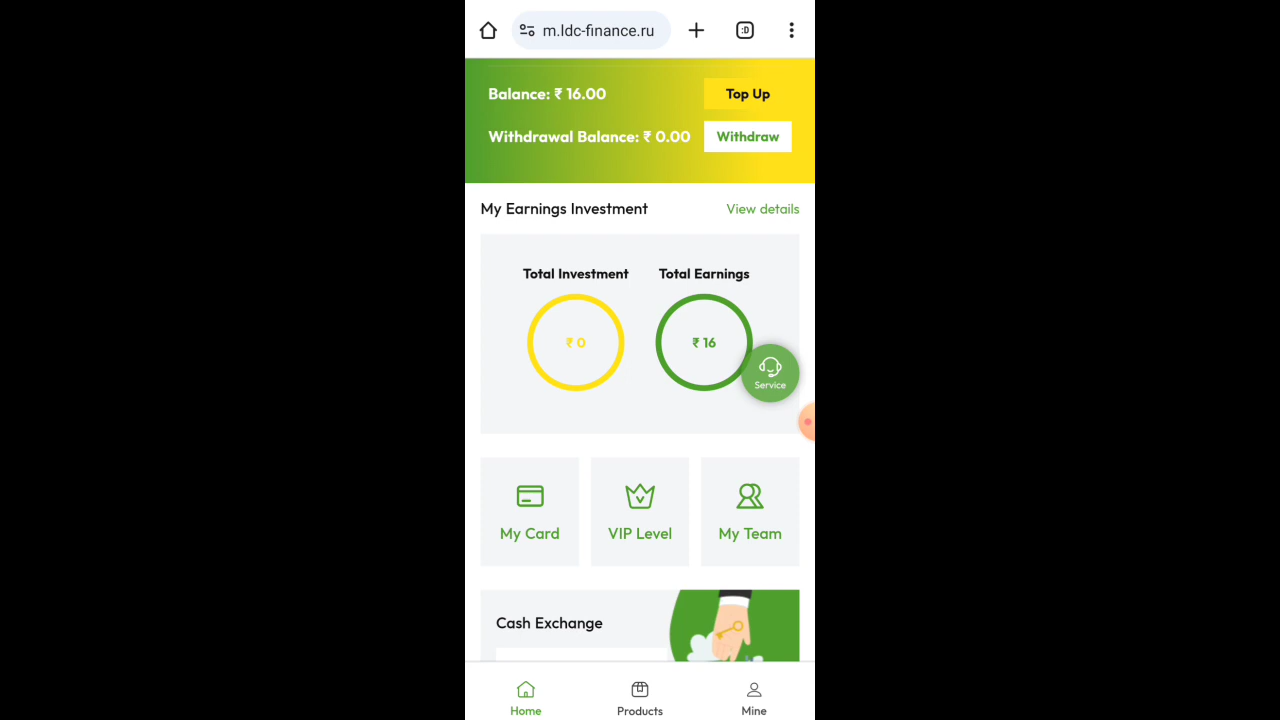 m.ldc-finance.ru
:D
Balance: ₹ 16.00
Top Up
Withdrawal Balance: ₹ 0.00
Withdraw
My Earnings Investment
View details
Total Investment
Total Earnings
₹ 0
₹ 16
Service
My Card
VIP Level
My Team
Cash Exchange
Home
Products
Mine